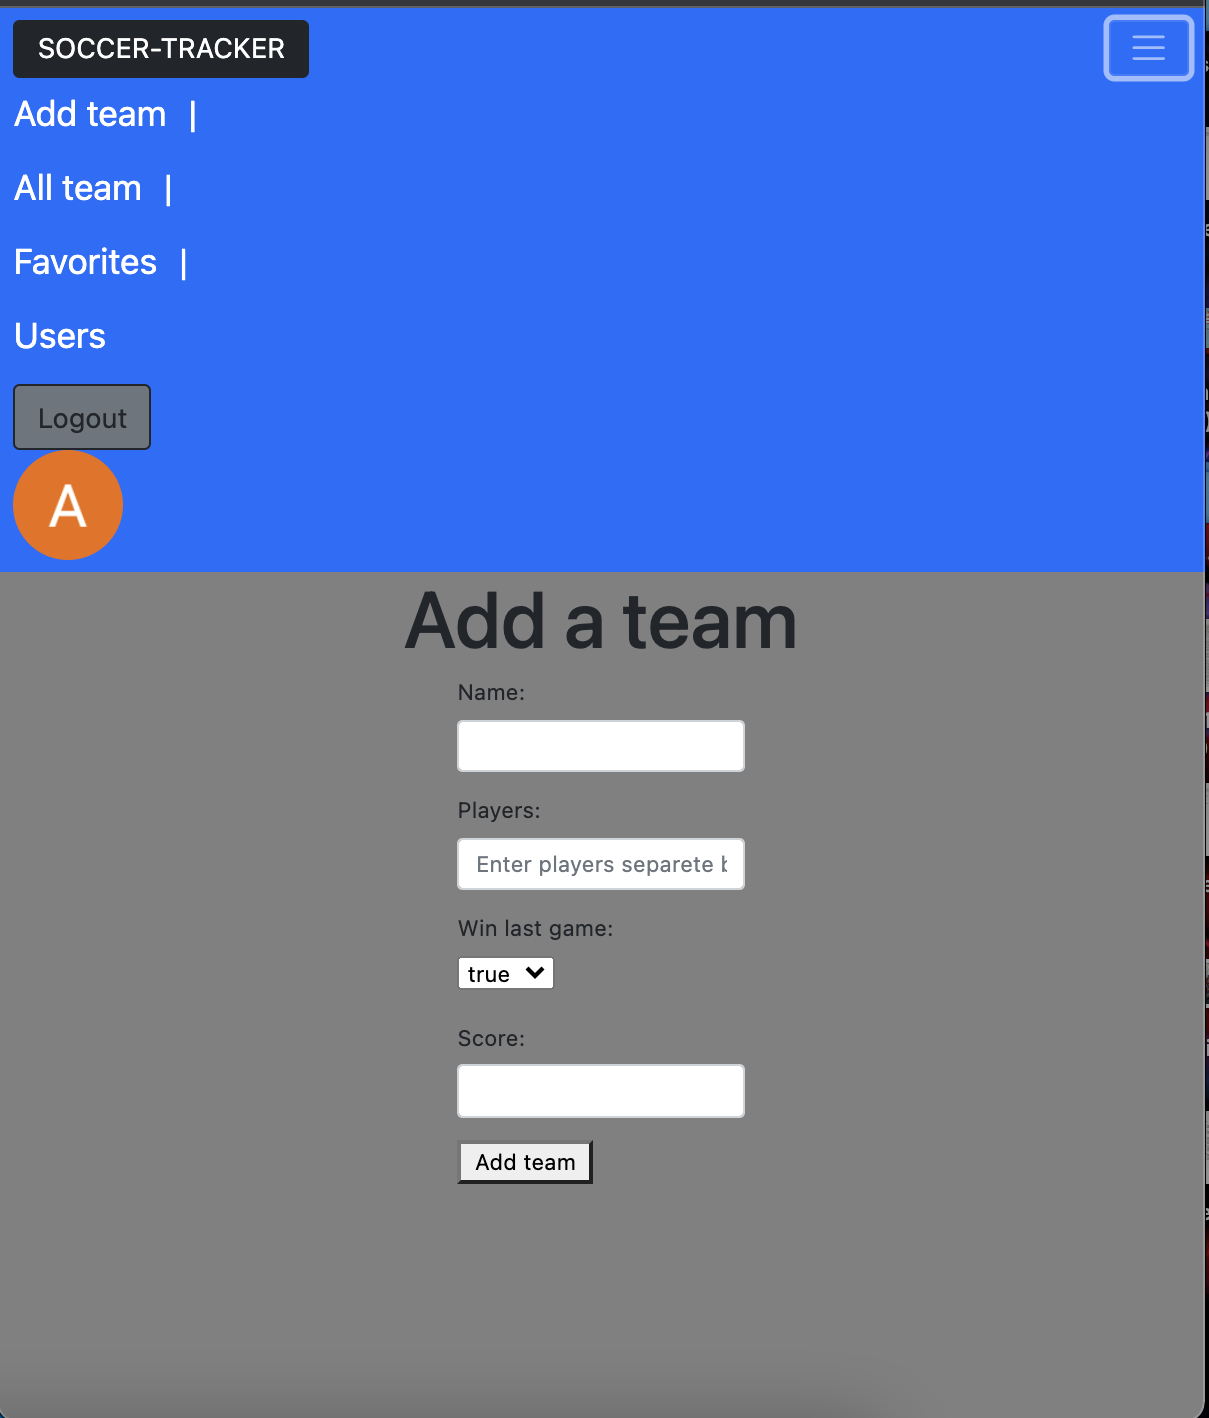 SOCCER-TRACKER
Add team |
All team |
Favorites |
Users
Logout
A
Add a team
Name:
Players:
Enter players separete
Win last game:
true
Score:
Add team